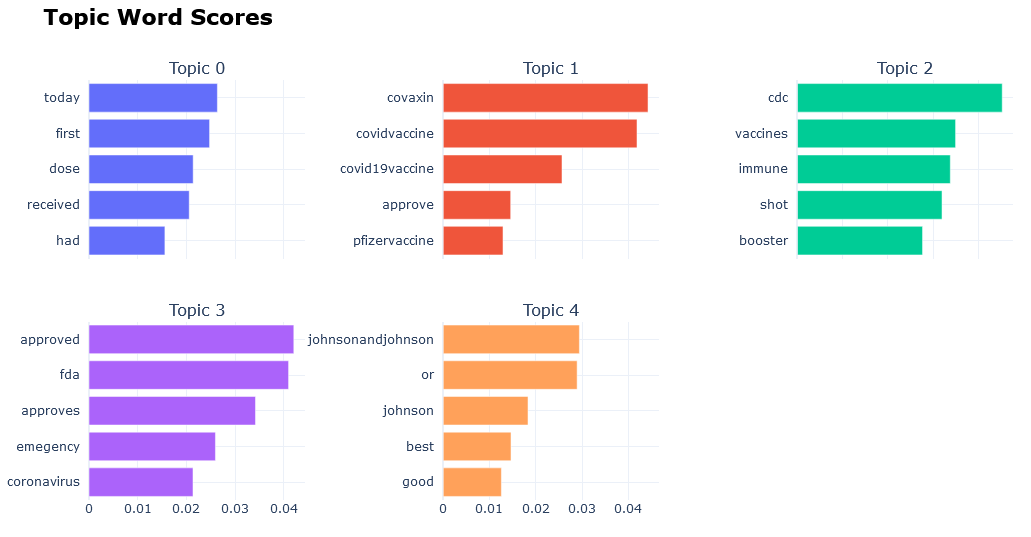 Topic Word Scores
Topic 0
today
first
dose
received
had
Topic 1
covaxin
covidvaccine
covid19vaccine
approve
pfizervaccine
Topic 2
cdc
vaccines
immune
shot
booster
Topic 3
approved
fda
approves
emegency
coronavirus
0 0.01 0.02 0.03 0.04
Topic 4
johnsonandjohnson
or
johnson
best
good
0 0.01 0.02 0.03 0.04